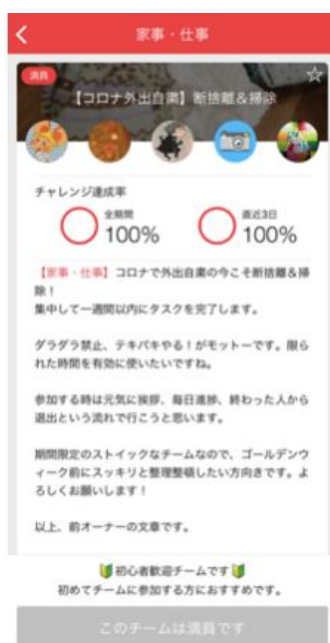 家事・仕事
満員
【コロナ外出自粛】断捨離＆掃除
チャレンジ達成率
全期間
100%
直近3日
100%
【家事・仕事】コロナで外出自粛の今こそ断捨離＆掃
除！
集中して一週間以内にタスクを完了します。
ダラダラ禁止、テキパキやる！がモットーです。限ら
れた時間を有効に使いたいですね。
参加する時は元気に挨拶、毎日進捗、終わった人から
退出という流れで行こうと思います。
期間限定のストイックなチームなので、ゴールデンウ
ィーク前にスッキリと整理整頓したい方向きです。よ
ろしくお願いします！
以上、前オーナーの文章です。
🔰初心者歓迎チームです🔰
初めてチームに参加する方におすすめです。
このチームは満員です